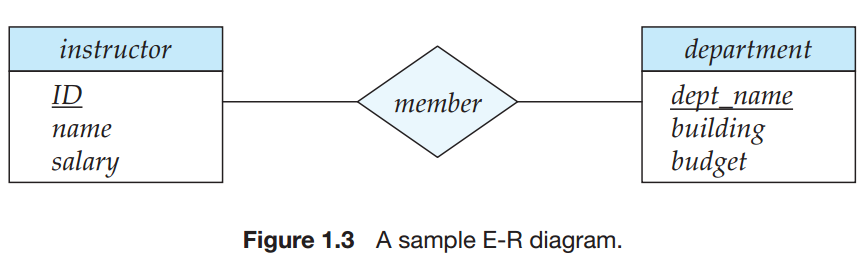 instructor
ID
name
salary
member
department
dept_name
building
budget
Figure 1.3 A sample E-R diagram.